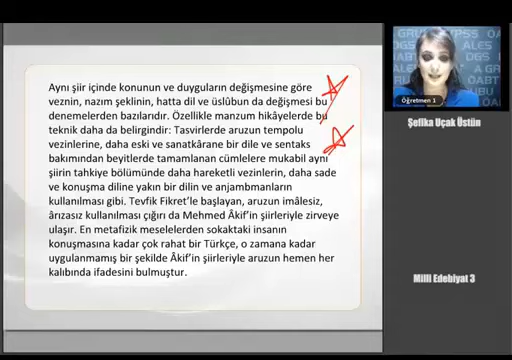 Aynı şiir içinde konunun ve duyguların değişmesine göre
veznin, nazım şeklinin, hatta dil ve üslûbun da değişmesi bu
denemelerden bazılarıdır. Özellikle manzum hikâyelerde bu
teknik daha da belirgindir: Tasvirlerde aruzun tempolu
vezinlerine, daha eski ve sanatkârane bir dile ve sentaks
bakımından beyitlerde tamamlanan cümlelere mukabil aynı
şiirin tahkiye bölümünde daha hareketli vezinlerin, daha sade
ve konuşma diline yakın bir dilin ve anjambmanların
kullanılması gibi. Tevfik Fikret'le başlayan, aruzun imâlesiz,
ârızasız kullanılması çığırı da Mehmed Âkif'in şiirleriyle zirveye
ulaşır. En metafizik meselelerden sokaktaki insanın
konuşmasına kadar çok rahat bir Türkçe, o zamana kadar
uygulanmamış bir şekilde Âkif'in şiirleriyle aruzun hemen her
kalıbında ifadesini bulmuştur.
Öğretmen 1
Şefika Uçak Üstün
Milli Edebiyat 3